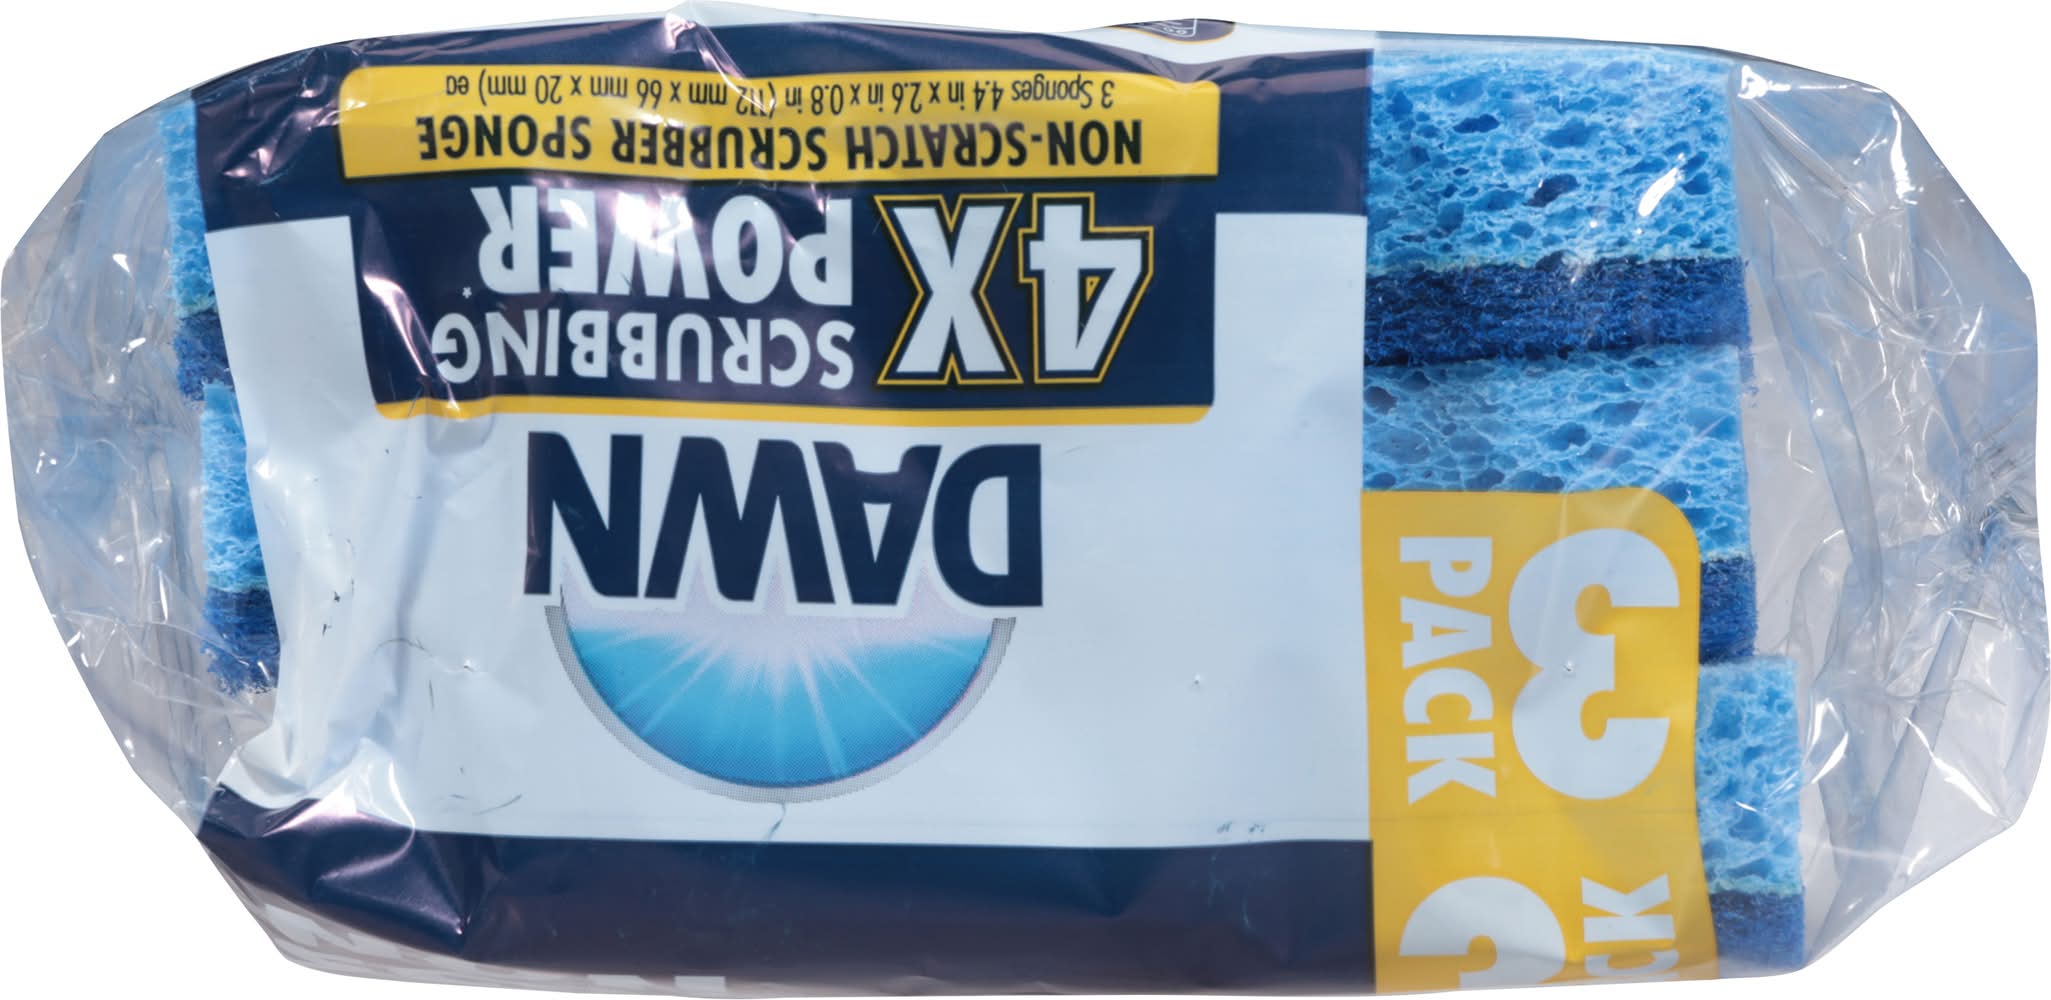 DAWN
4X
SCRUBBING
POWER*
NON-SCRATCH SCRUBBER SPONGE
3 Sponges 4.4 in x 2.6 in x 0.8 in (112 mm x 66 mm x 20 mm) ea
3
PACK